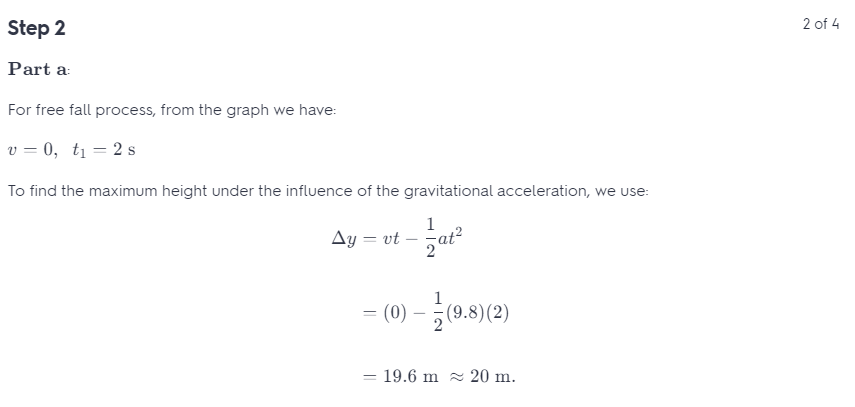 Step 2
2 of 4
Part a:
For free fall process, from the graph we have:
v = 0, t₁ = 2 s
To find the maximum height under the influence of the gravitational acceleration, we use:
Δy = vt − 1/2 at²
= (0) − 1/2 (9.8)(2)
= 19.6 m ≈ 20 m.